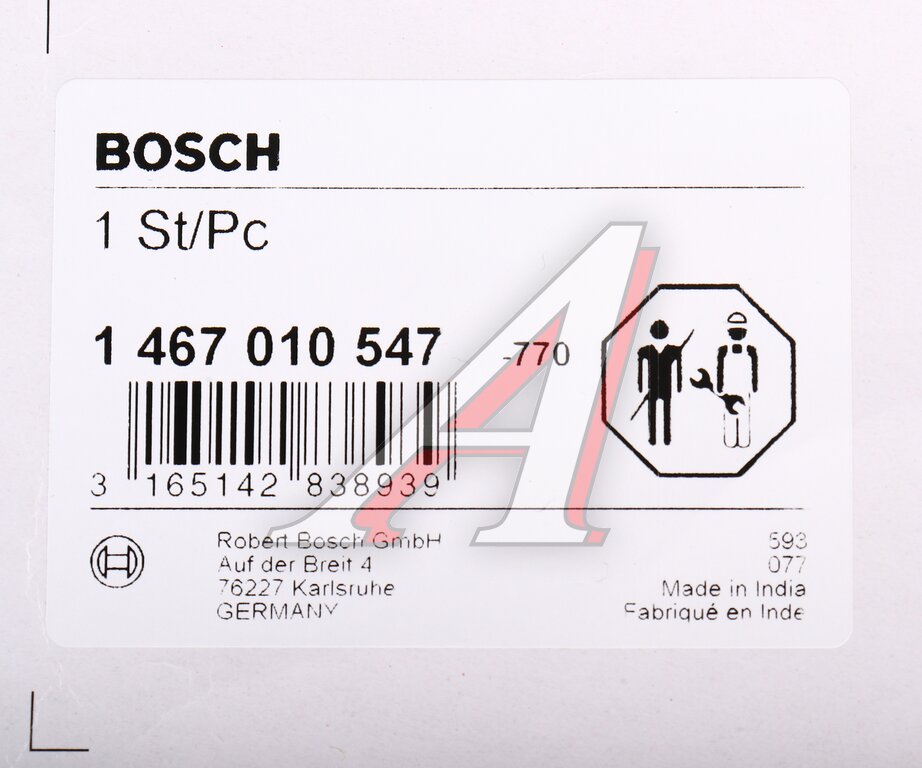 BOSCH
1 St/Pc
1 467 010 547 -770
3 165142 838939
Robert Bosch GmbH
Auf der Breit 4
76227 Karlsruhe
GERMANY
593
077
Made in India
Fabriqué en Inde